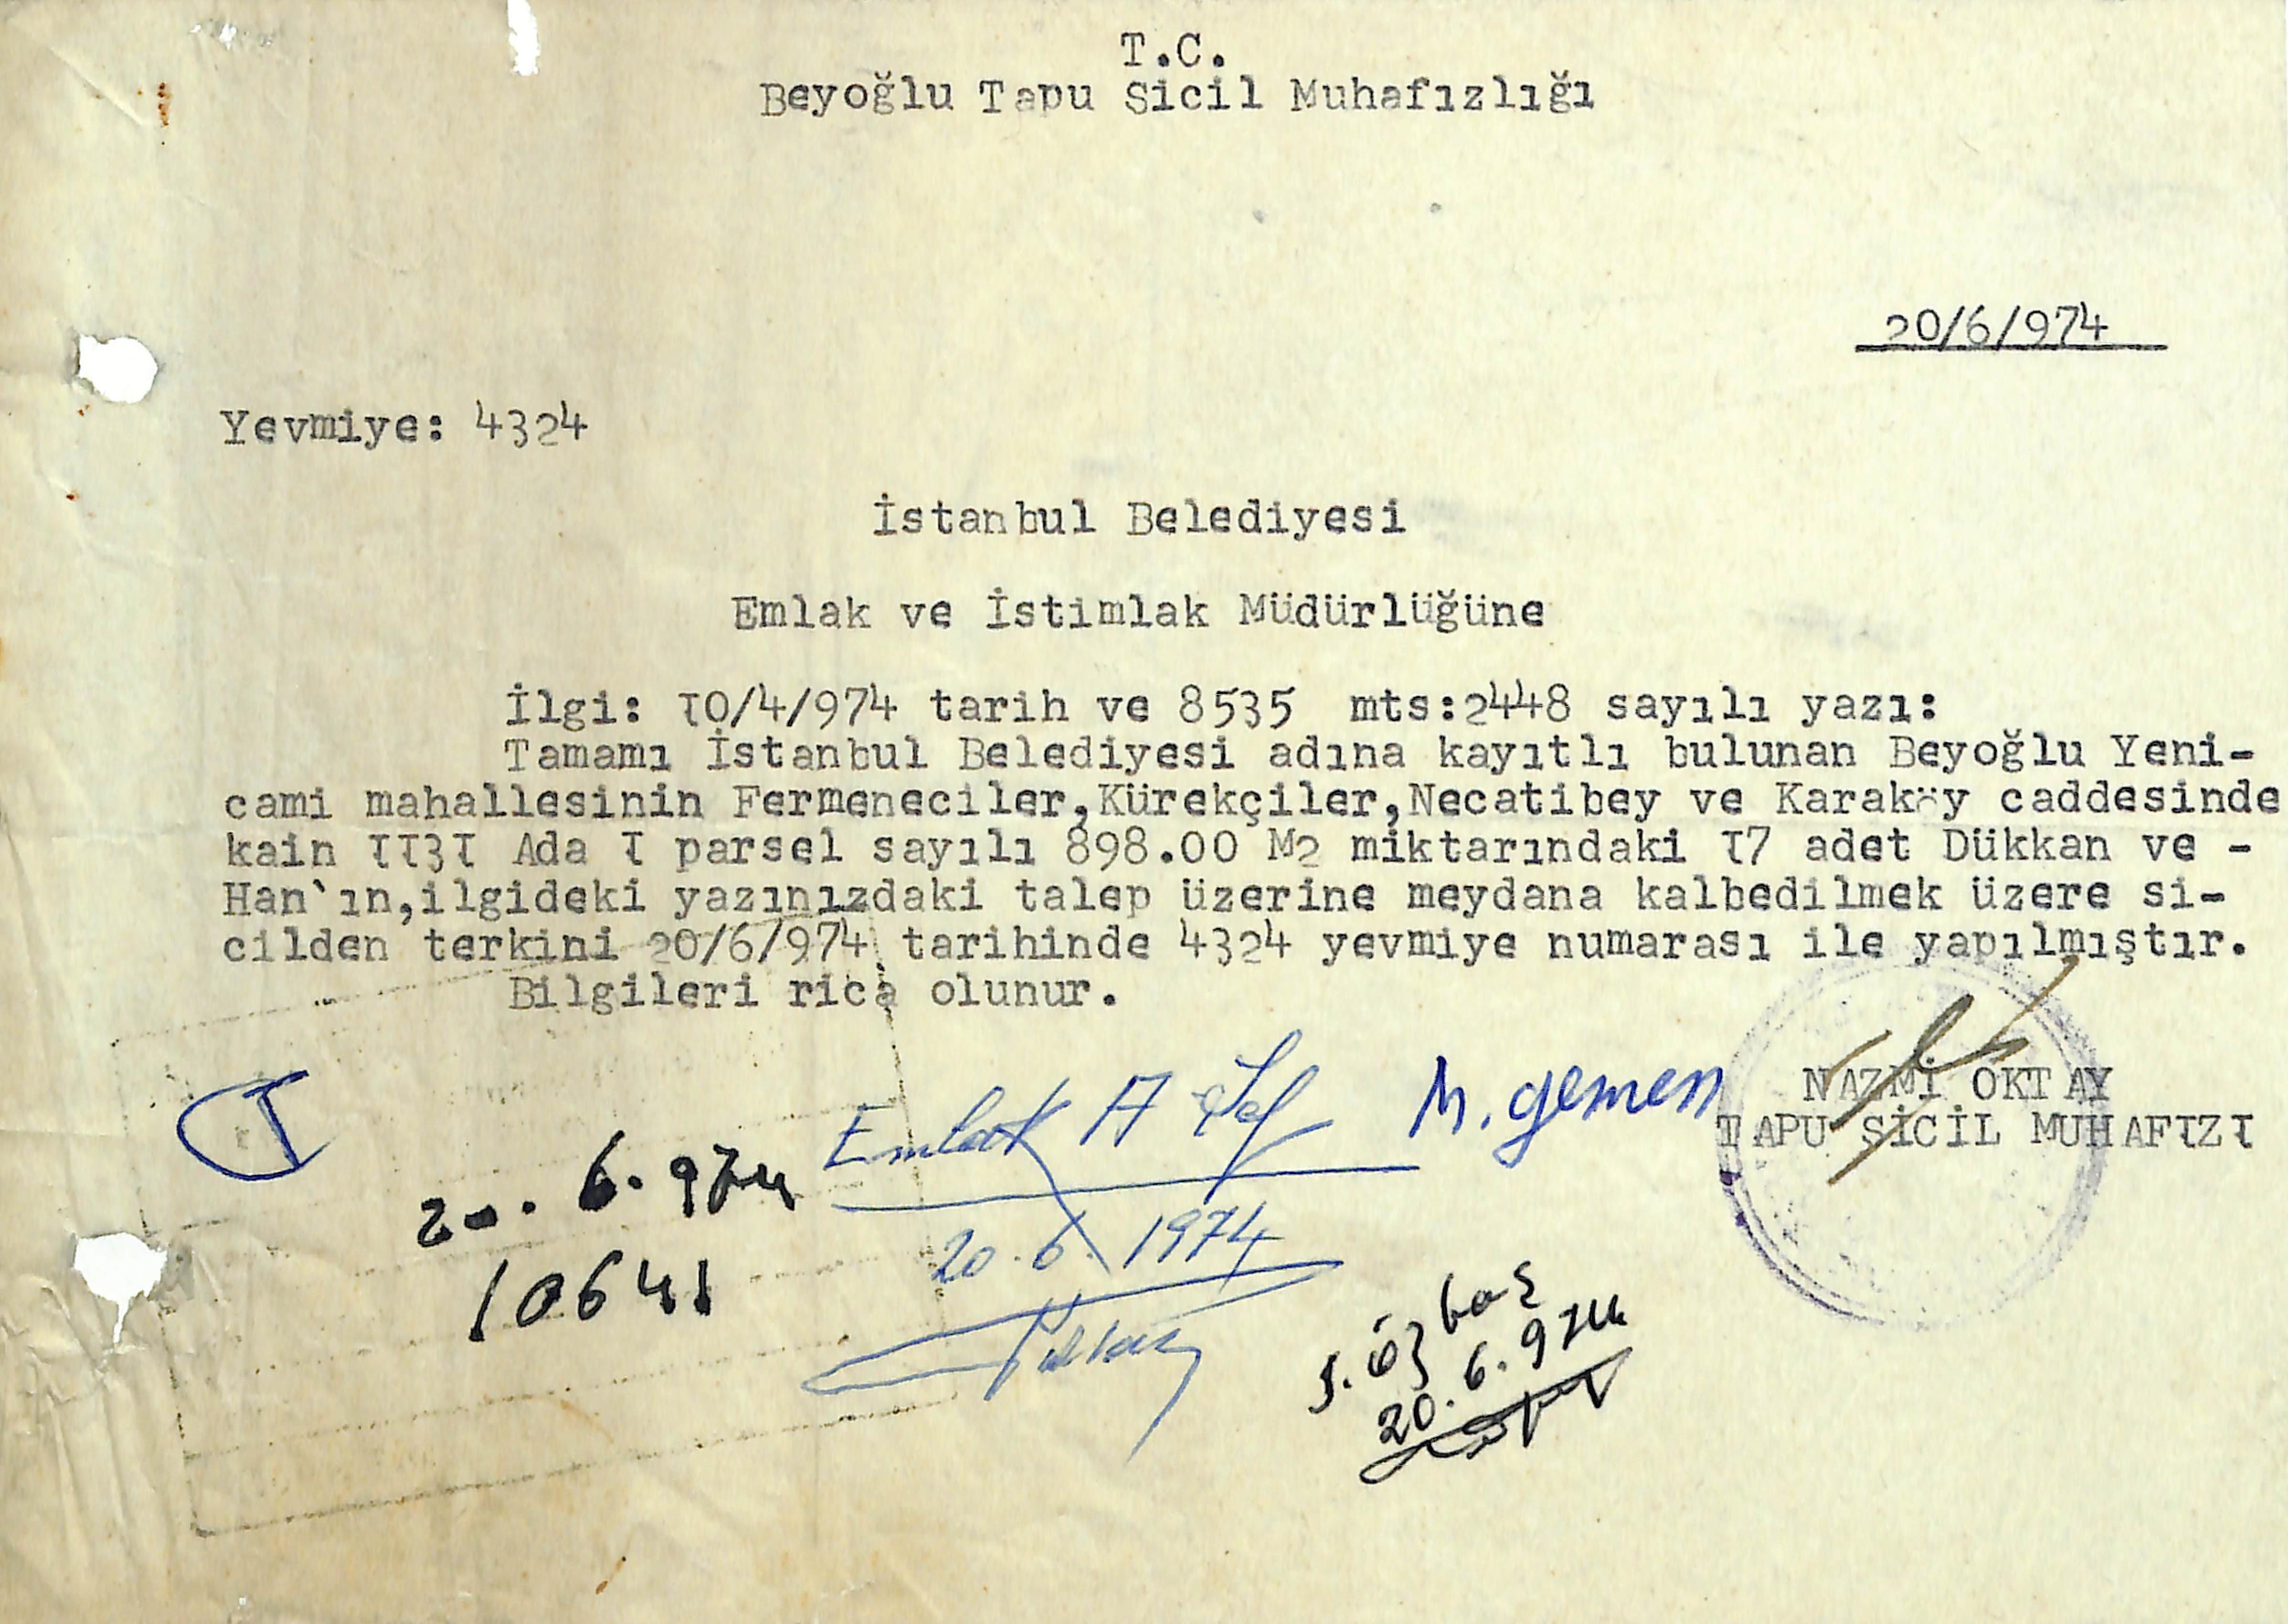 T.C.
Beyoğlu Tapu Sicil Muhafızlığı
20/6/974
Yevmiye: 4324
İstanbul Belediyesi
Emlak ve İstimlak Müdürlüğüne
İlgi: 10/4/974 tarih ve 8535 mts:2448 sayılı yazı:
Tamamı İstanbul Belediyesi adına kayıtlı bulunan Beyoğlu Yeni-
cami mahallesinin Fermeneciler,Kürekçiler,Necatibey ve Karaköy caddesinde
kain 1131 Ada 1 parsel sayılı 898.00 M2 miktarındaki 17 adet Dükkan ve -
Han'ın,ilgideki yazınızdaki talep üzerine meydana kalbedilmek üzere si-
cilden terkini 20/6/974 tarihinde 4324 yevmiye numarası ile yapılmıştır.
Bilgileri rica olunur.
NAZMİ OKTAY
TAPU SİCİL MUHAFIZI
Emlak A Şef
M. gemen
20.6.974
10641
20.6.1974
S. özbaş
20.6.974